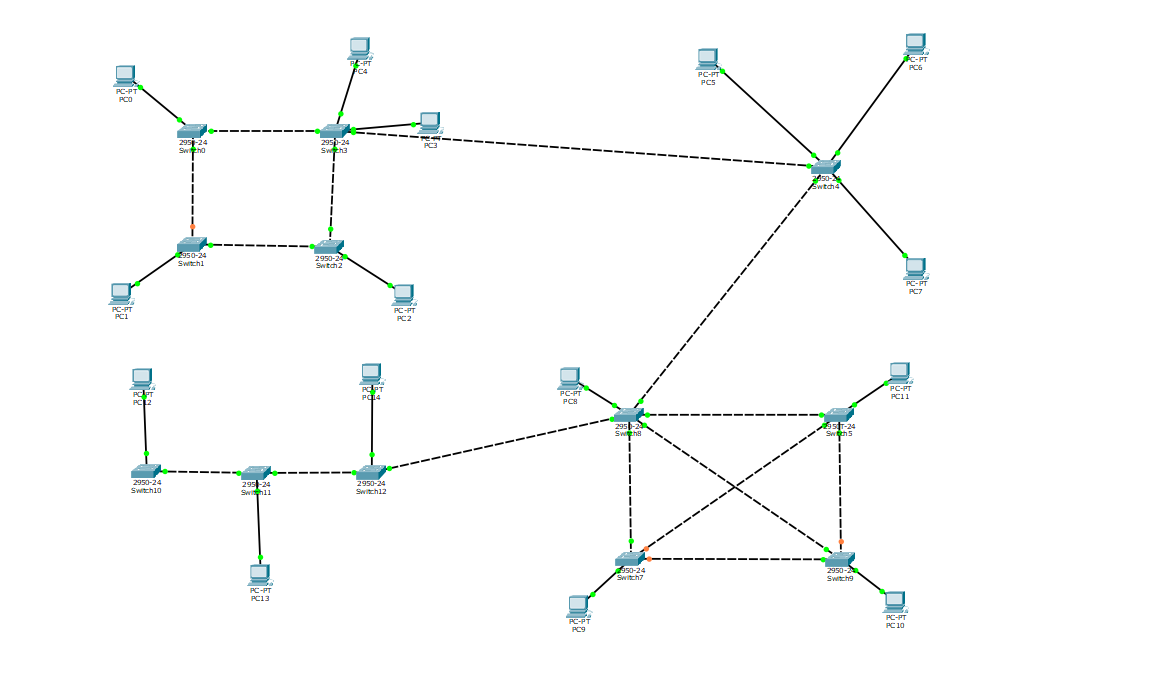 PC-PT
PC4
PC-PT
PC6
PC-PT
PC5
PC-PT
PC0
PC-PT
PC3
2950-24
Switch0
2950-24
Switch3
2950-24
Switch4
2950-24
Switch1
2950-24
Switch2
PC-PT
PC7
PC-PT
PC1
PC-PT
PC2
PC-PT
PC12
PC-PT
PC14
PC-PT
PC8
PC-PT
PC11
2950-24
Switch8
2950T-24
Switch5
2950-24
Switch10
2950-24
Switch11
2950-24
Switch12
2950-24
Switch7
2950-24
Switch9
PC-PT
PC13
PC-PT
PC9
PC-PT
PC10